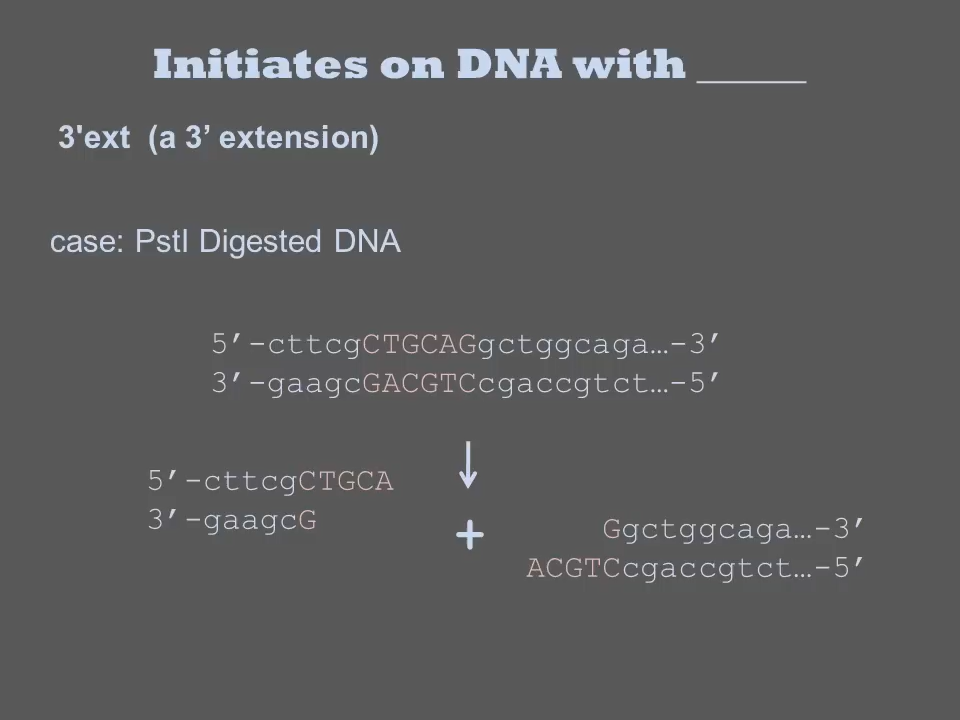 Initiates on DNA with _____
3'ext (a 3’ extension)
case: PstI Digested DNA
5’-cttcgCTGCAGgctggcaga…-3’
3’-gaagcGACGTCcgaccgtct…-5’
↓
5’-cttcgCTGCA
3’-gaagcG
+
Ggctggcaga…-3’
ACGTCcgaccgtct…-5’